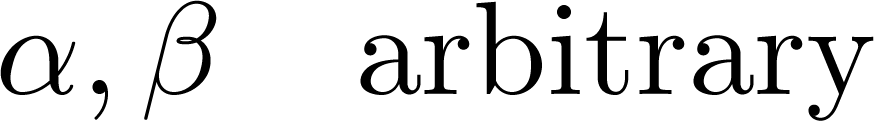 α, β arbitrary